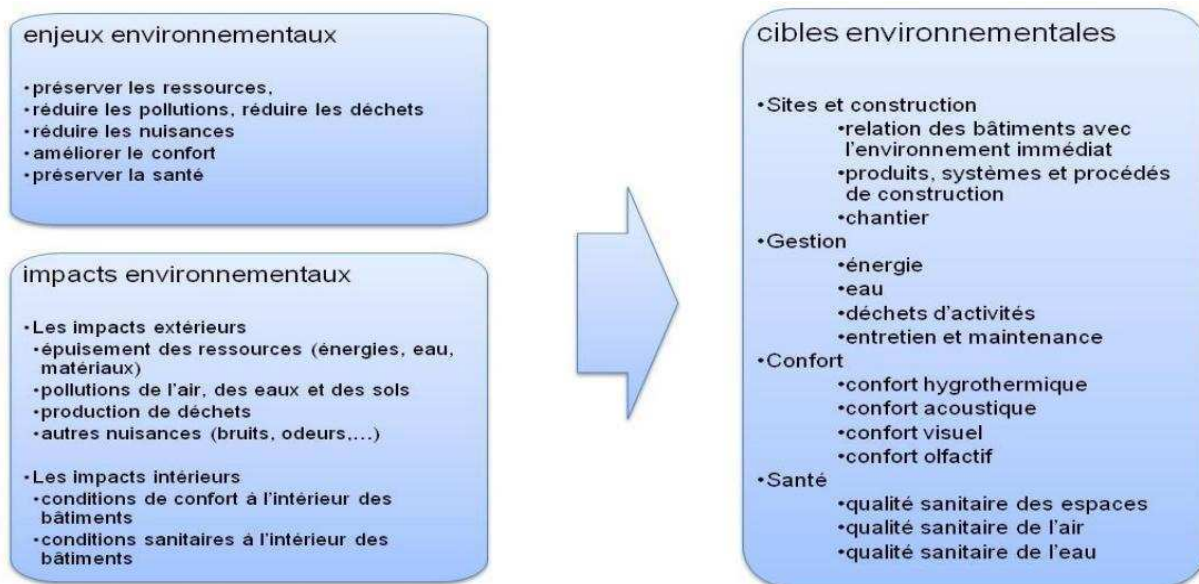 enjeux environnementaux
•préserver les ressources,
•réduire les pollutions, réduire les déchets
•réduire les nuisances
•améliorer le confort
•préserver la santé
impacts environnementaux
•Les impacts extérieurs
•épuisement des ressources (énergies, eau,
matériaux)
•pollutions de l'air, des eaux et des sols
•production de déchets
•autres nuisances (bruits, odeurs,...)
•Les impacts intérieurs
•conditions de confort á l'intérieur des
bâtiments
•conditions sanitaires á l'intérieur des
bâtiments
cibles environnementales
•Sites et construction
•relation des bâtiments avec
l'environnement immédiat
•produits, systèmes et procédés
de construction
•chantier
•Gestion
•énergie
•eau
•déchets d'activités
•entretien et maintenance
•Confort
•confort hygrothermique
•confort acoustique
•confort visuel
•confort olfactif
•Santé
•qualité sanitaire des espaces
•qualité sanitaire de l'air
•qualité sanitaire de l'eau